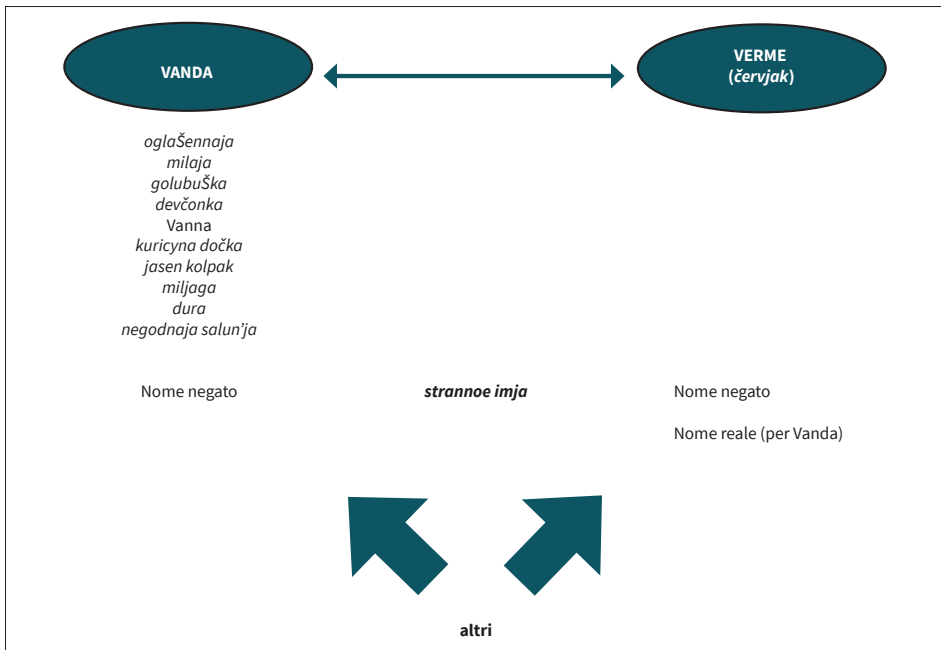 VANDA
VERME
(červjak)
oglaŠennaja
milaja
golubuŠka
devčonka
Vanna
kuricyna dočka
jasen kolpak
miljaga
dura
negodnaja salun’ja
Nome negato
strannoe imja
Nome negato
Nome reale (per Vanda)
altri